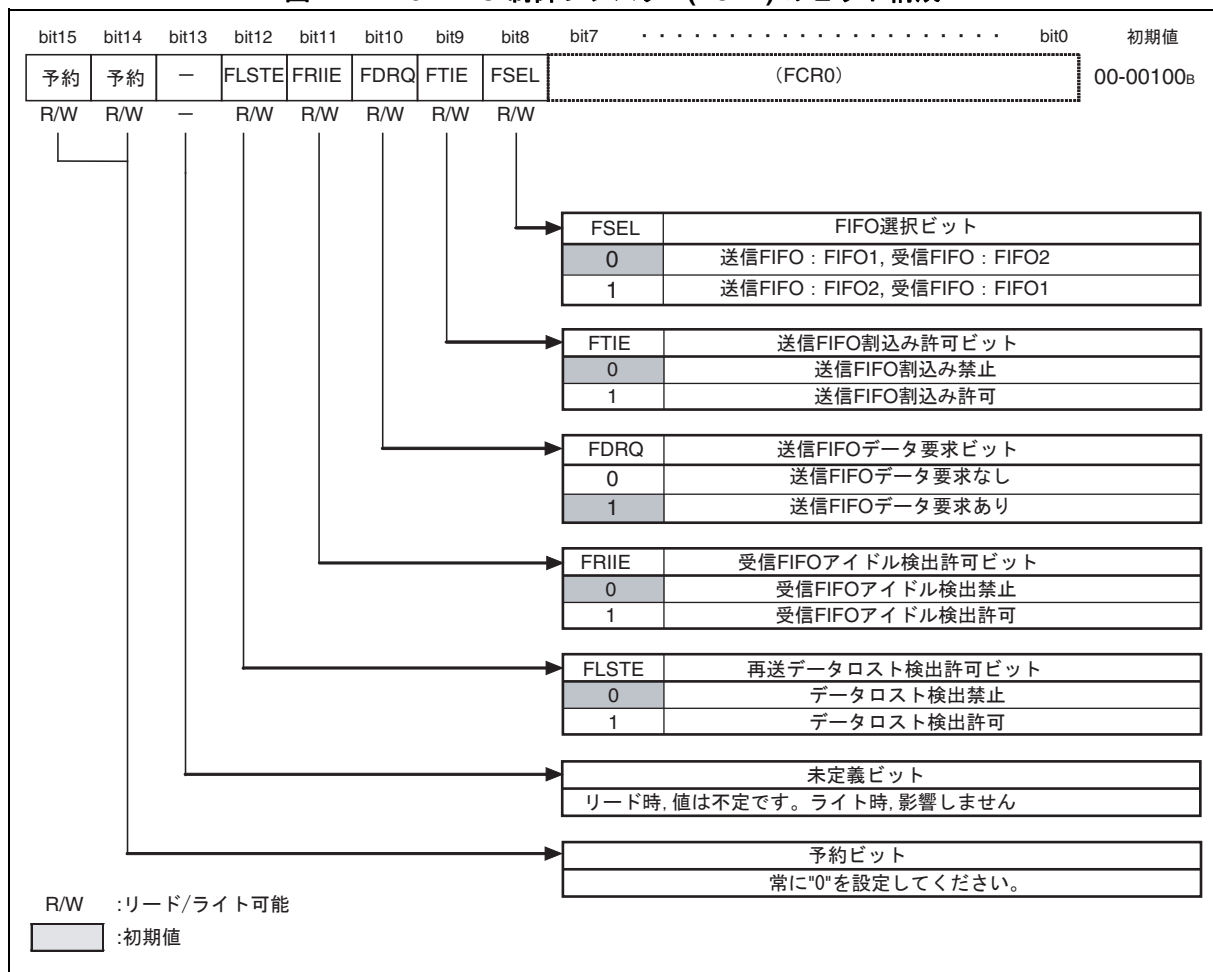 bit15 bit14 bit13 bit12 bit11 bit10 bit9 bit8 bit7 ・・・・・・・・・・・・・・・・・・・・・・ bit0 初期値
予約 予約 － FLSTE FRIIE FDRQ FTIE FSEL (FCR0) 00-00100B
R/W R/W － R/W R/W R/W R/W R/W
FSEL FIFO選択ビット
0 送信FIFO：FIFO1, 受信FIFO：FIFO2
1 送信FIFO：FIFO2, 受信FIFO：FIFO1
FTIE 送信FIFO割込み許可ビット
0 送信FIFO割込み禁止
1 送信FIFO割込み許可
FDRQ 送信FIFOデータ要求ビット
0 送信FIFOデータ要求なし
1 送信FIFOデータ要求あり
FRIIE 受信FIFOアイドル検出許可ビット
0 受信FIFOアイドル検出禁止
1 受信FIFOアイドル検出許可
FLSTE 再送データロスト検出許可ビット
0 データロスト検出禁止
1 データロスト検出許可
未定義ビット
リード時, 値は不定です。ライト時, 影響しません
予約ビット
常に"0"を設定してください。
R/W :リード/ライト可能
:初期値